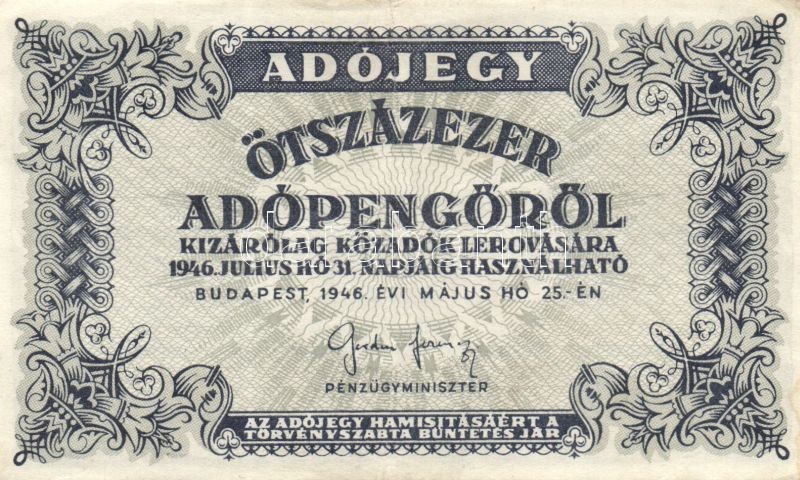 ADÓJEGY
ÖTSZÁZEZER
ADÓPENGŐRŐL
KIZÁRÓLAG KÖZADÓK LEROVÁSÁRA
1946. JULIUS HÓ 31. NAPJÁIG HASZNÁLHATÓ
BUDAPEST, 1946. ÉVI MÁJUS HÓ 25.-ÉN
PÉNZÜGYMINISZTER
AZ ADÓJEGY HAMISITÁSÁÉRT A
TÖRVÉNYSZABTA BÜNTETÉS JÁR